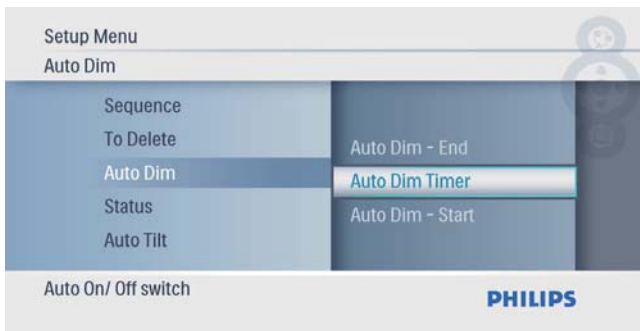 Setup Menu
Auto Dim
Sequence
To Delete
Auto Dim
Status
Auto Tilt
Auto Dim - End
Auto Dim Timer
Auto Dim - Start
Auto On/ Off switch
PHILIPS